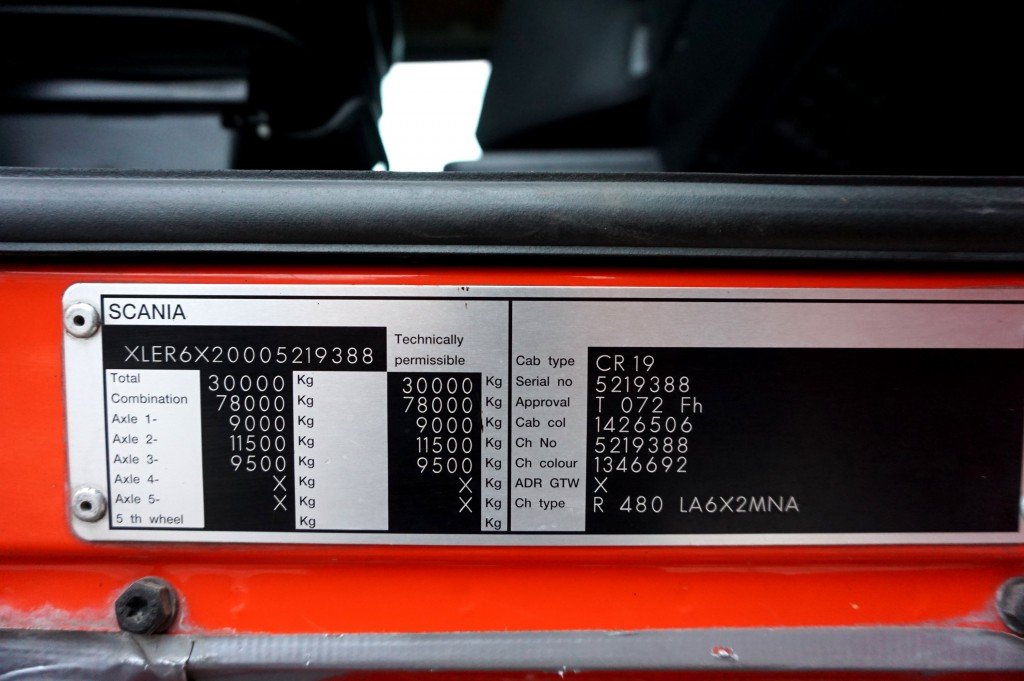 SCANIA
XLER6X20005219388 Technically permissible
Total 30000 Kg 30000 Kg
Combination 78000 Kg 78000 Kg
Axle 1- 9000 Kg 9000 Kg
Axle 2- 11500 Kg 11500 Kg
Axle 3- 9500 Kg 9500 Kg
Axle 4- X Kg X Kg
Axle 5- X Kg X Kg
5 th wheel Kg Kg
Cab type CR 19
Serial no 5219388
Approval T 072 Fh
Cab col 1426506
Ch No 5219388
Ch colour 1346692
ADR GTW X
Ch type R 480 LA6X2MNA